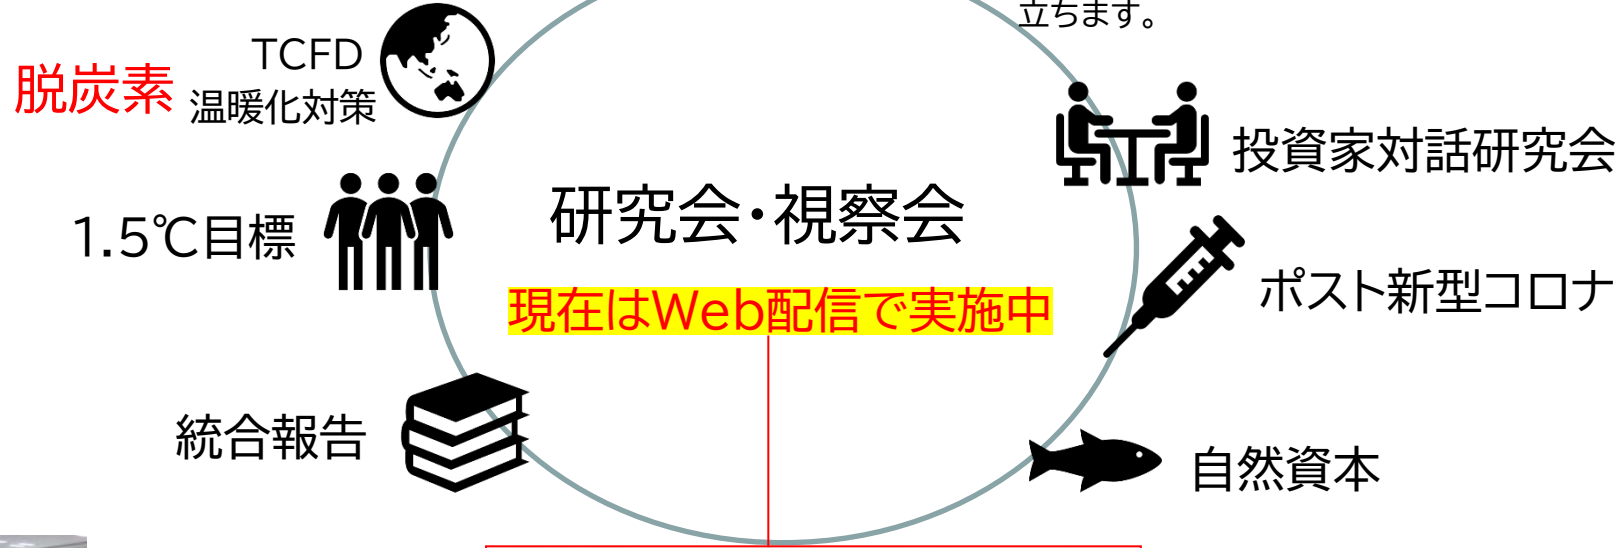 立ちます。
TCFD
脱炭素
温暖化対策
投資家対話研究会
研究会・視察会
1.5℃目標
ポスト新型コロナ
現在はWeb配信で実施中
統合報告
自然資本